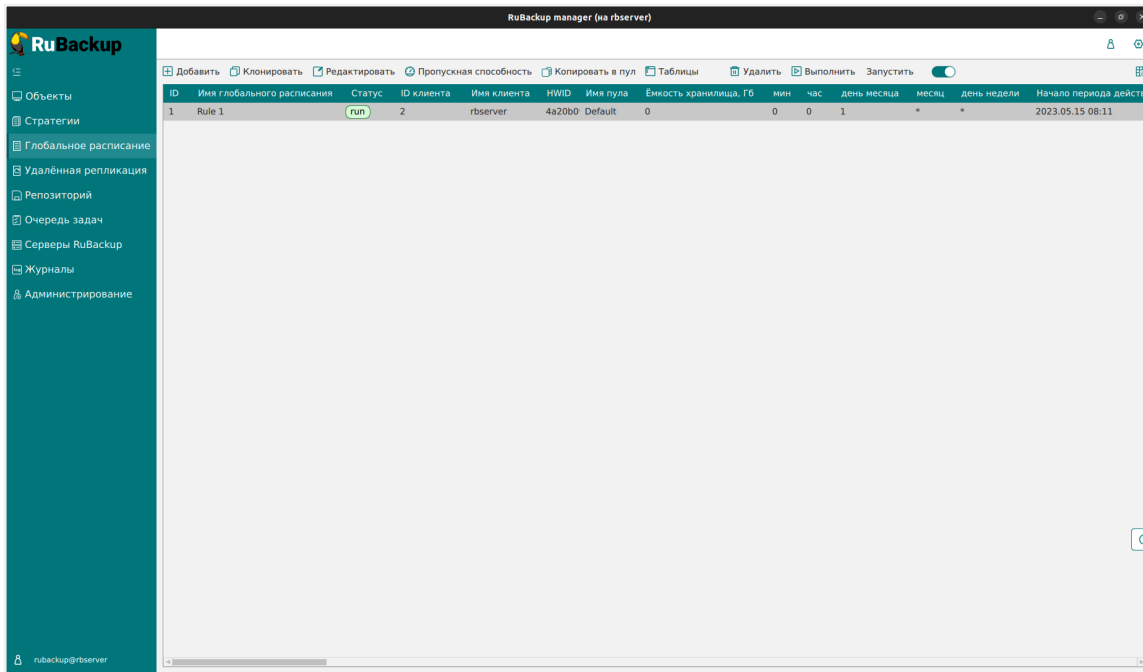 RuBackup manager (на rbserver)
RuBackup
Добавить Клонировать Редактировать Пропускная способность Копировать в пул Таблицы Удалить Выполнить Запустить
ID Имя глобального расписания Статус ID клиента Имя клиента HWID Имя пула Ёмкость хранилища, Гб мин час день месяца месяц день недели Начало периода дейст
1 Rule 1 run 2 rbserver 4a20b0 Default 0 0 0 1 * * 2023.05.15 08:11
Объекты
Стратегии
Глобальное расписание
Удалённая репликация
Репозиторий
Очередь задач
Серверы RuBackup
Журналы
Администрирование
rubackup@rbserver